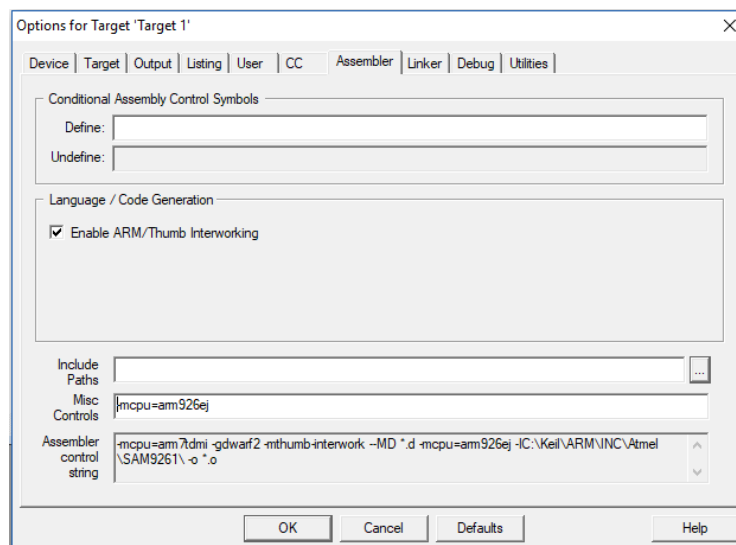 Options for Target 'Target 1'
Device Target Output Listing User CC Assembler Linker Debug Utilities
Conditional Assembly Control Symbols
Define:
Undefine:
Language / Code Generation
Enable ARM/Thumb Interworking
Include
Paths
...
Misc
Controls
-mcpu=arm926ej
Assembler
control
string
-mcpu=arm7tdmi -gdwarf2 -mthumb-interwork --MD *.d -mcpu=arm926ej -IC:\Keil\ARM\INC\Atmel
\SAM9261\ -o *.o
OK Cancel Defaults Help